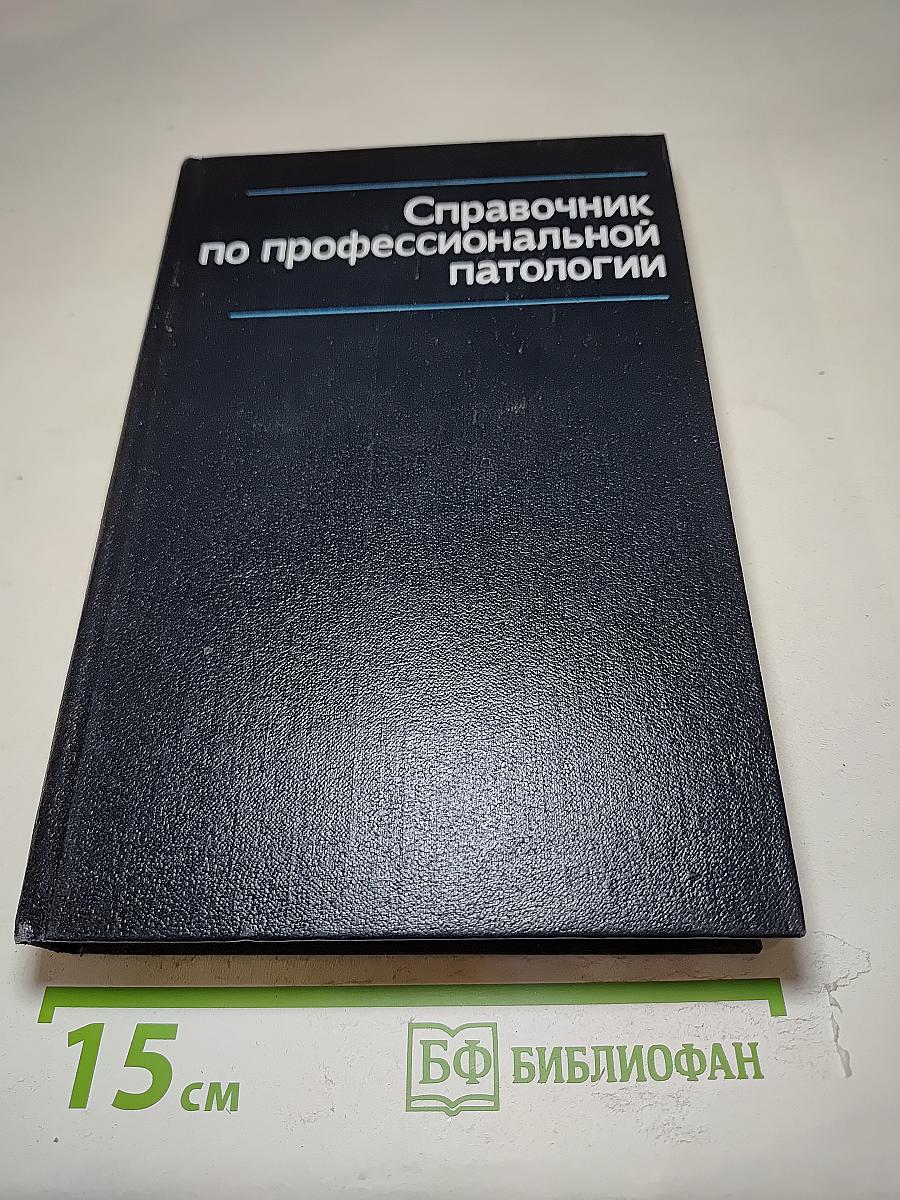 Справочник
по профессиональной
патологии
15 см
БФ БИБЛИОФАН